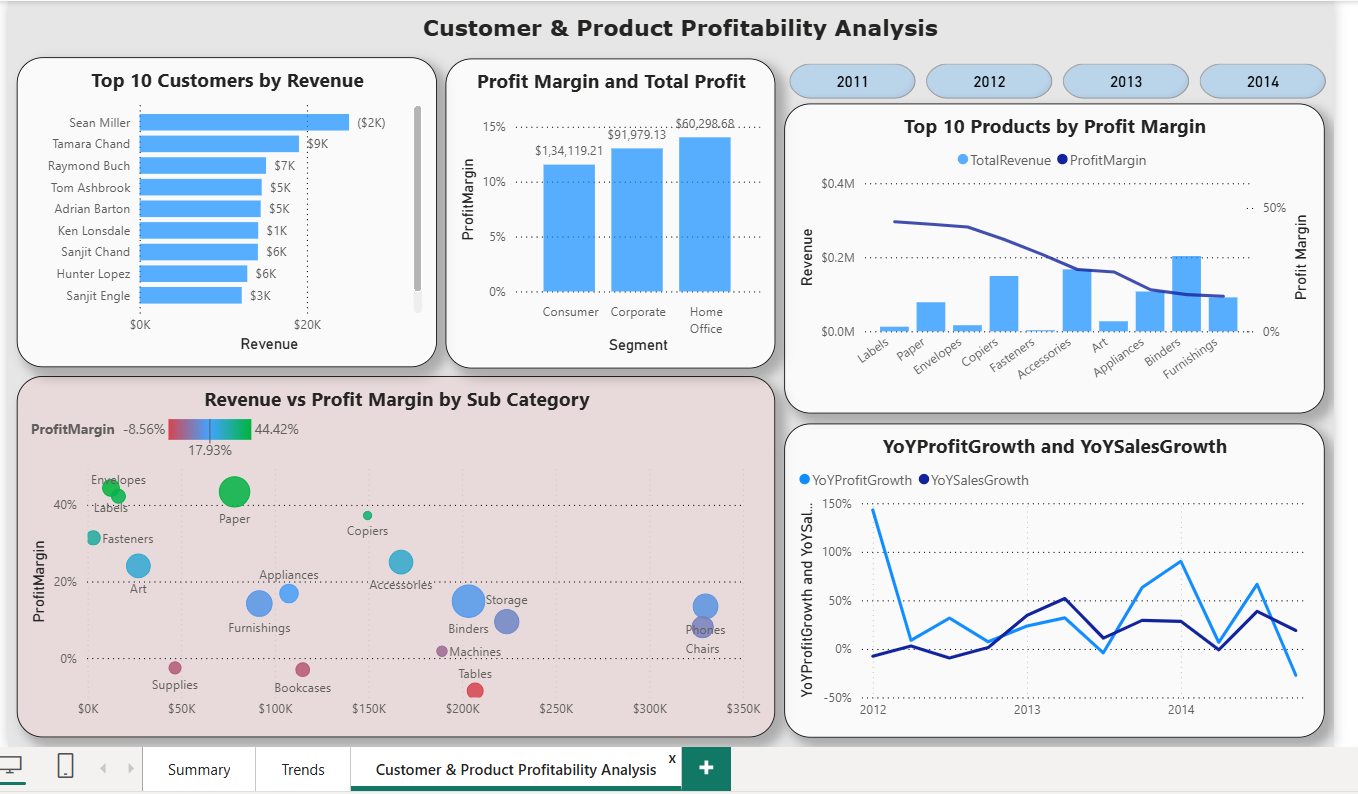 Customer & Product Profitability Analysis
Top 10 Customers by Revenue
Sean Miller ($2K)
Tamara Chand $9K
Raymond Buch $7K
Tom Ashbrook $5K
Adrian Barton $5K
Ken Lonsdale $1K
Sanjit Chand $6K
Hunter Lopez $6K
Sanjit Engle $3K
$0K $20K
Revenue
Profit Margin and Total Profit
ProfitMargin
15%
10%
5%
0%
$1,34,119.21
$91,979.13
$60,298.68
Consumer Corporate Home
Office
Segment
2011 2012 2013 2014
Top 10 Products by Profit Margin
TotalRevenue ProfitMargin
Revenue
$0.4M
$0.2M
$0.0M
50%
0%
Profit Margin
Labels
Paper
Envelopes
Copiers
Fasteners
Accessories
Art
Appliances
Binders
Furnishings
Revenue vs Profit Margin by Sub Category
ProfitMargin -8.56% 44.42%
17.93%
ProfitMargin
40%
20%
0%
Envelopes
Labels
Paper
Copiers
Fasteners
Art
Appliances
Accessories
Furnishings
Storage
Binders
Phones
Chairs
Machines
Supplies
Bookcases
Tables
$0K $50K $100K $150K $200K $250K $300K $350K
YoYProfitGrowth and YoYSalesGrowth
YoYProfitGrowth YoYSalesGrowth
YoYProfitGrowth and YoYSal...
150%
100%
50%
0%
-50%
2012 2013 2014
Summary Trends Customer & Product Profitability Analysis x +